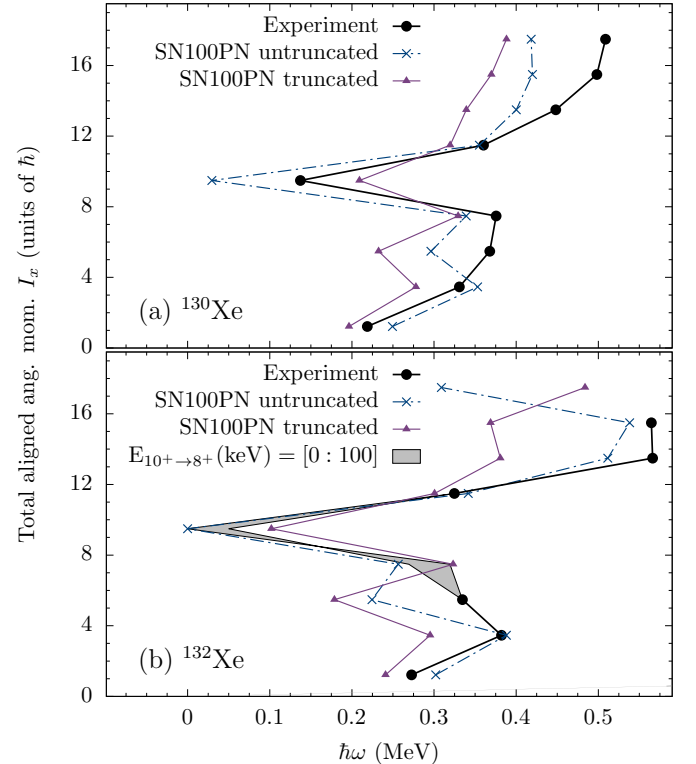 Total aligned ang. mom. I_x (units of ħ)
16
12
8
4
0
Experiment
SN100PN untruncated
SN100PN truncated
(a) ¹³⁰Xe
16
12
8
4
0
Experiment
SN100PN untruncated
SN100PN truncated
E₁₀⁺→₈⁺(keV) = [0 : 100]
(b) ¹³²Xe
0 0.1 0.2 0.3 0.4 0.5
ħω (MeV)